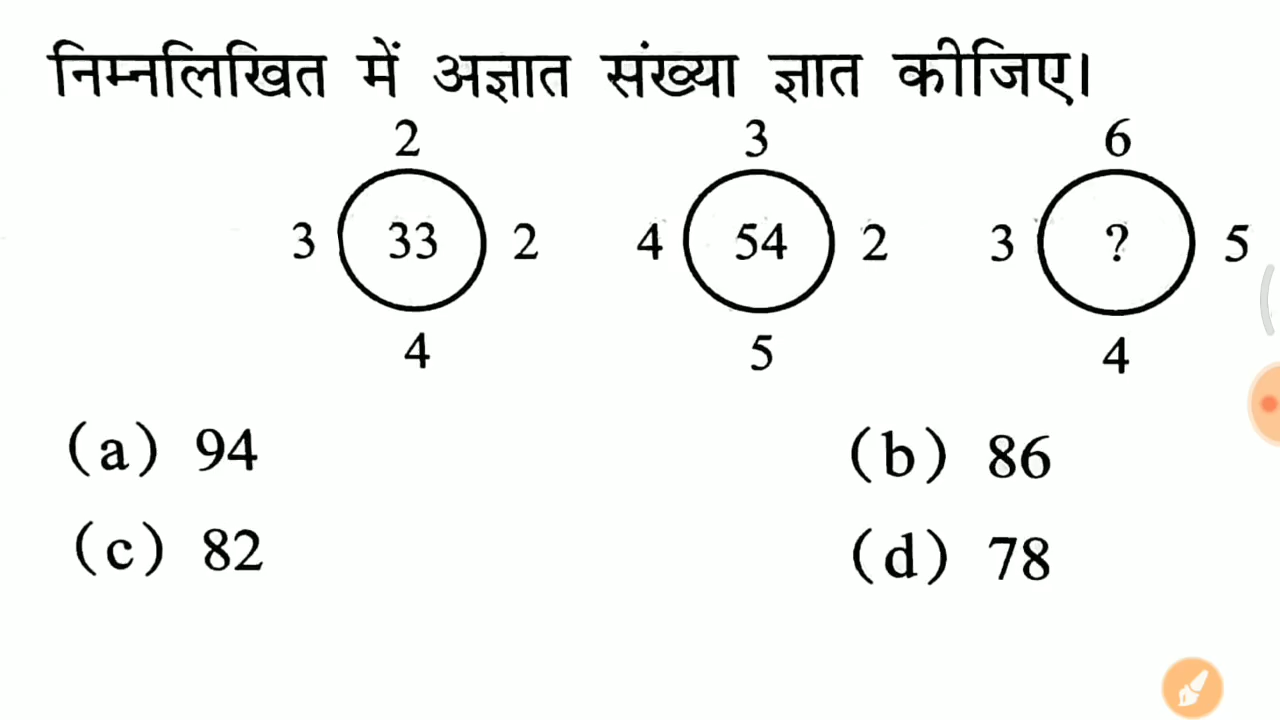 निम्नलिखित में अज्ञात संख्या ज्ञात कीजिए।
2 3 6
3 33 2 4 54 2 3 ? 5
4 5 4
(a) 94 (b) 86
(c) 82 (d) 78